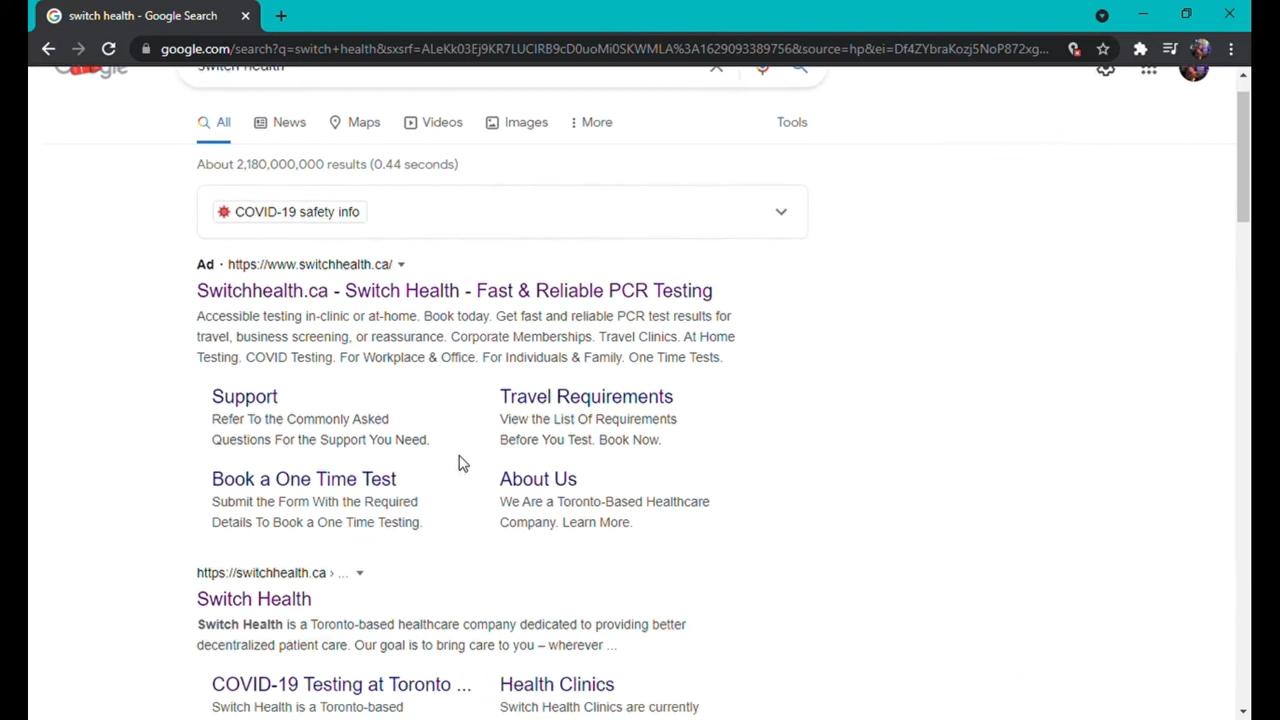 switch health - Google Search
google.com/search?q=switch+health&sxsrf=ALeKk03Ej9KR7LUCIRB9cD0uoMi0SKWMLA%3A1629093389756&source=hp&ei=Df4ZYbraKozj5NoP872xg...
switch health
All News Maps Videos Images More Tools
About 2,180,000,000 results (0.44 seconds)
COVID-19 safety info
Ad · https://www.switchhealth.ca/
Switchhealth.ca - Switch Health - Fast & Reliable PCR Testing
Accessible testing in-clinic or at-home. Book today. Get fast and reliable PCR test results for
travel, business screening, or reassurance. Corporate Memberships. Travel Clinics. At Home
Testing. COVID Testing. For Workplace & Office. For Individuals & Family. One Time Tests.
Support
Refer To the Commonly Asked
Questions For the Support You Need.
Travel Requirements
View the List Of Requirements
Before You Test. Book Now.
Book a One Time Test
Submit the Form With the Required
Details To Book a One Time Testing.
About Us
We Are a Toronto-Based Healthcare
Company. Learn More.
https://switchhealth.ca › ...
Switch Health
Switch Health is a Toronto-based healthcare company dedicated to providing better
decentralized patient care. Our goal is to bring care to you – wherever ...
COVID-19 Testing at Toronto ...
Switch Health is a Toronto-based
Health Clinics
Switch Health Clinics are currently